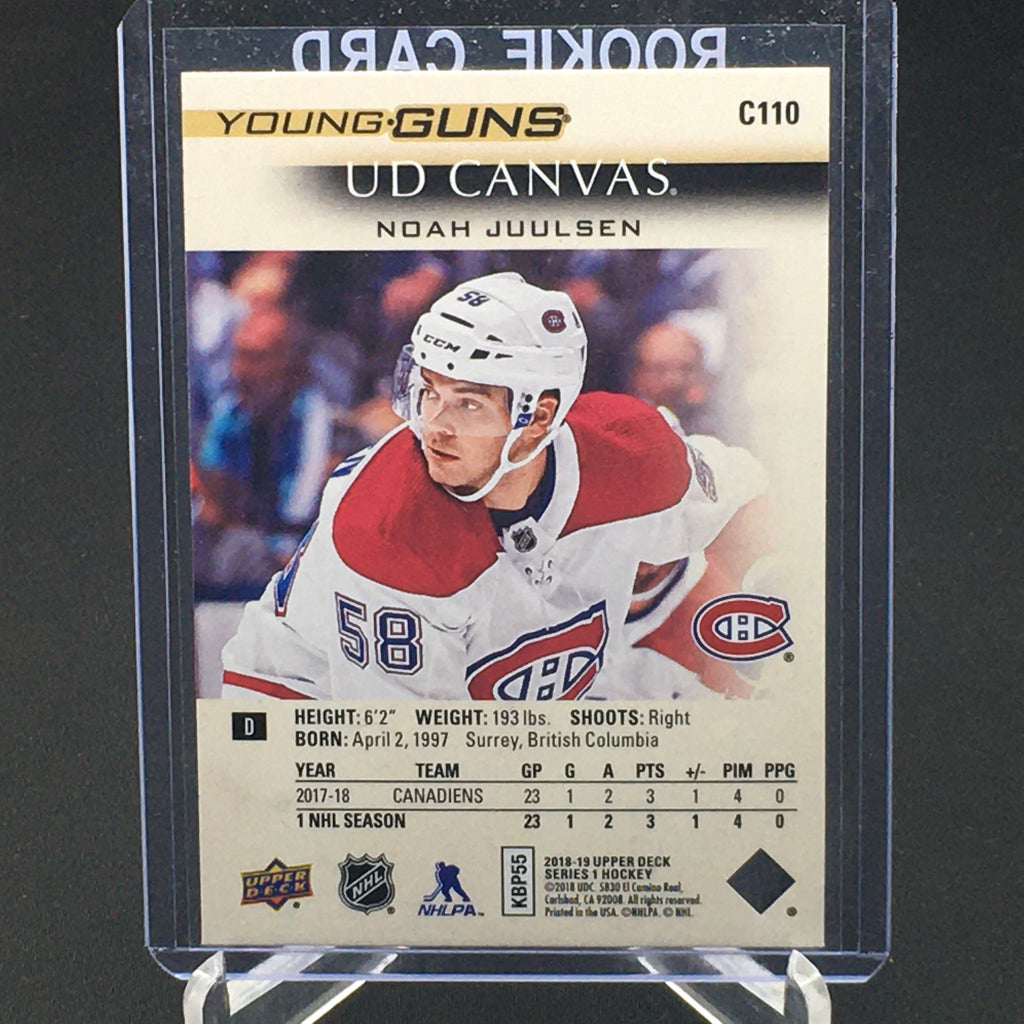 ROOKIE CARD
YOUNG·GUNS®
C110
UD CANVAS®
NOAH JUULSEN
58
CCM
58
D
HEIGHT: 6'2" WEIGHT: 193 lbs. SHOOTS: Right
BORN: April 2, 1997 Surrey, British Columbia
YEAR TEAM GP G A PTS +/- PIM PPG
2017-18 CANADIENS 23 1 2 3 1 4 0
1 NHL SEASON 23 1 2 3 1 4 0
UPPER DECK
NHL
NHLPA™
KBP55
2018-19 UPPER DECK
SERIES 1 HOCKEY
©2018 UDC. 5830 El Camino Real,
Carlsbad, CA 92008. All rights reserved.
Printed in the USA. ©NHLPA. © NHL.